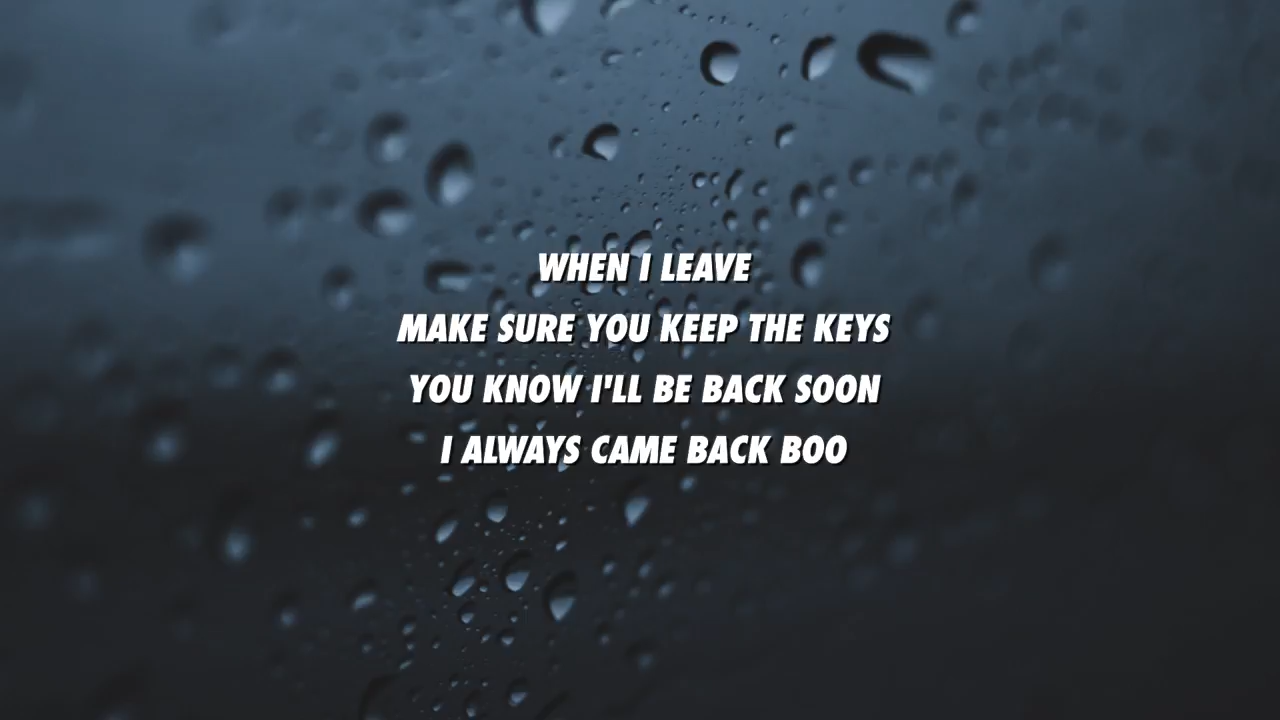 WHEN I LEAVE
MAKE SURE YOU KEEP THE KEYS
YOU KNOW I'LL BE BACK SOON
I ALWAYS CAME BACK BOO